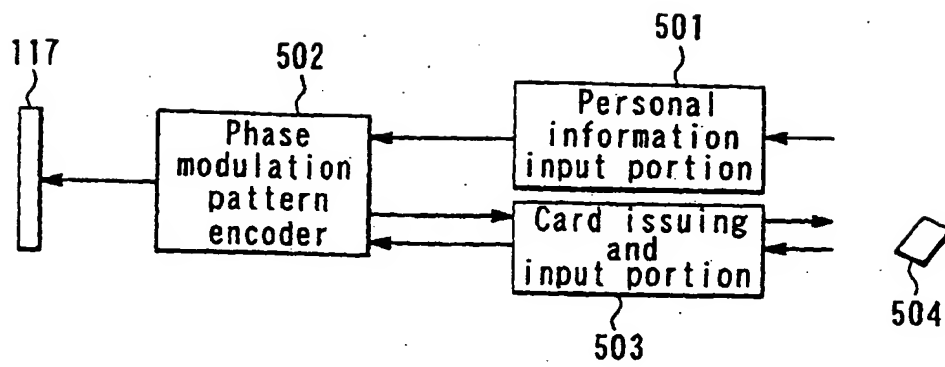 117
502
501
Phase
modulation
pattern
encoder
Personal
information
input portion
Card issuing
and
input portion
503
504